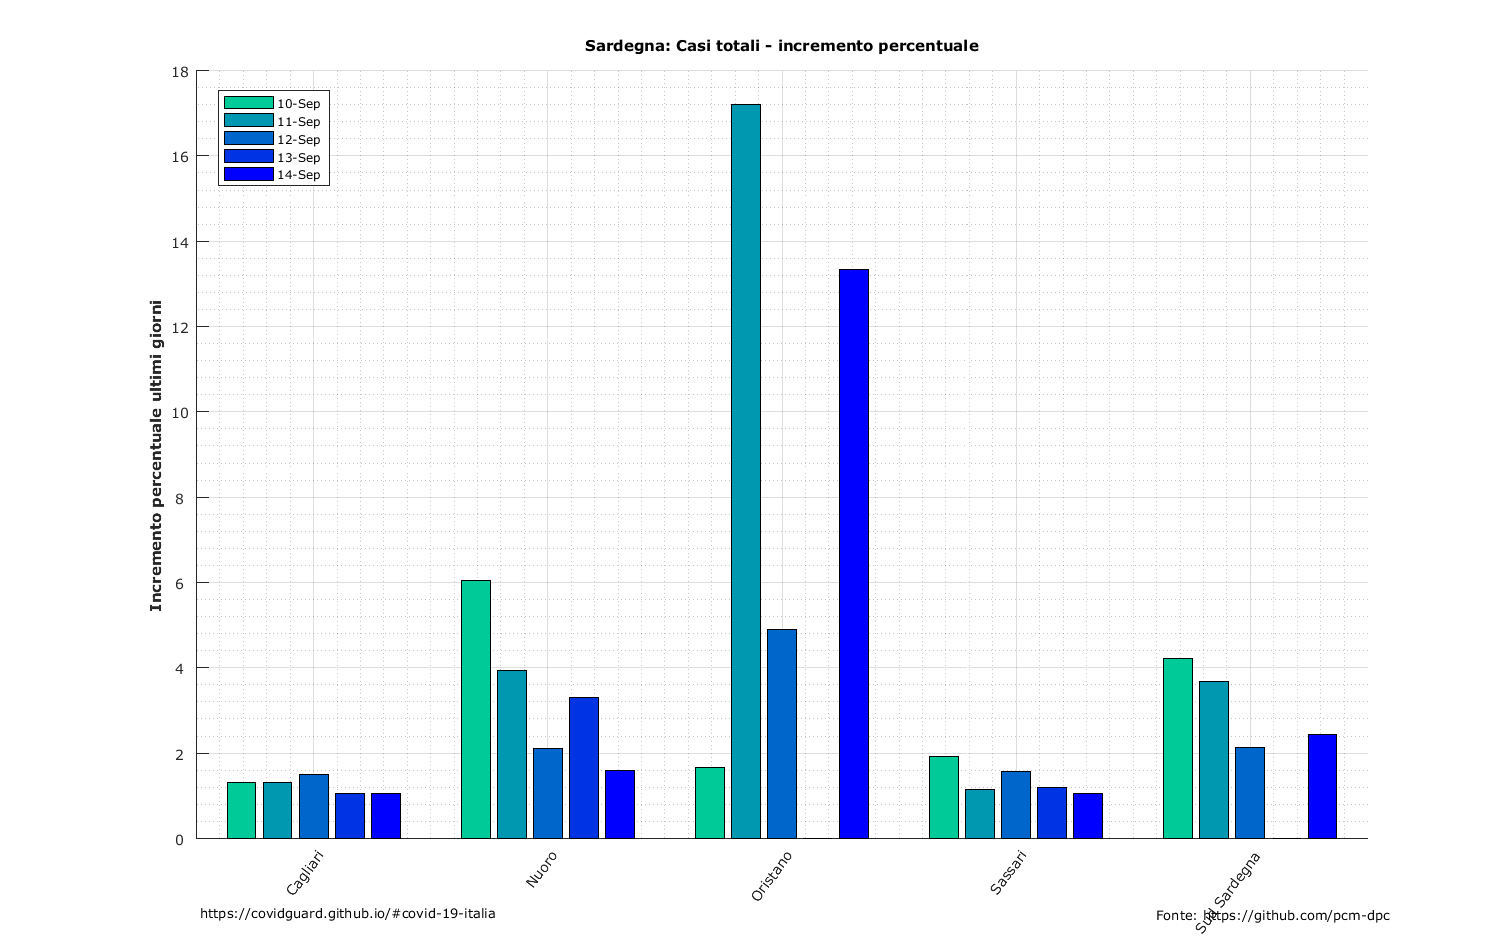 Sardegna: Casi totali - incremento percentuale
18
16
14
12
10
8
6
4
2
0
Incremento percentuale ultimi giorni
10-Sep
11-Sep
12-Sep
13-Sep
14-Sep
Cagliari
Nuoro
Oristano
Sassari
Sud Sardegna
https://covidguard.github.io/#covid-19-italia
Fonte: https://github.com/pcm-dpc